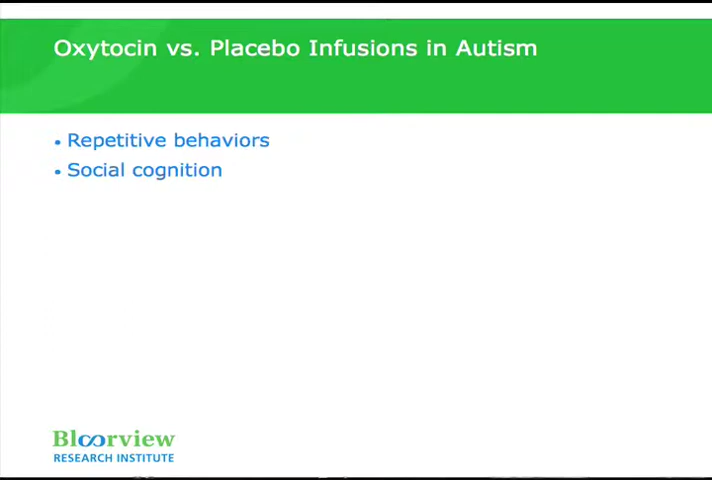 Oxytocin vs. Placebo Infusions in Autism
• Repetitive behaviors
• Social cognition
Bloorview
RESEARCH INSTITUTE